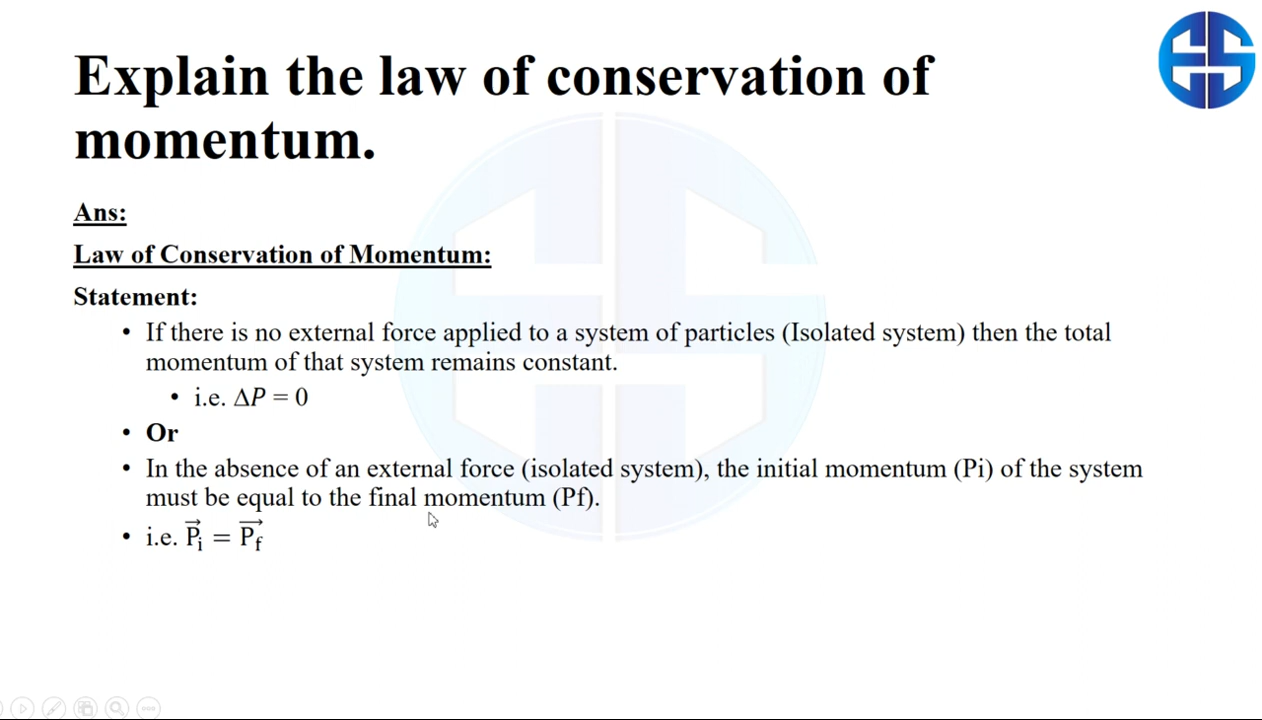 Explain the law of conservation of
momentum.
Ans:
Law of Conservation of Momentum:
Statement:
• If there is no external force applied to a system of particles (Isolated system) then the total
momentum of that system remains constant.
• i.e. ΔP = 0
• Or
• In the absence of an external force (isolated system), the initial momentum (Pi) of the system
must be equal to the final momentum (Pf).
• i.e. P⃗ᵢ = P⃗f